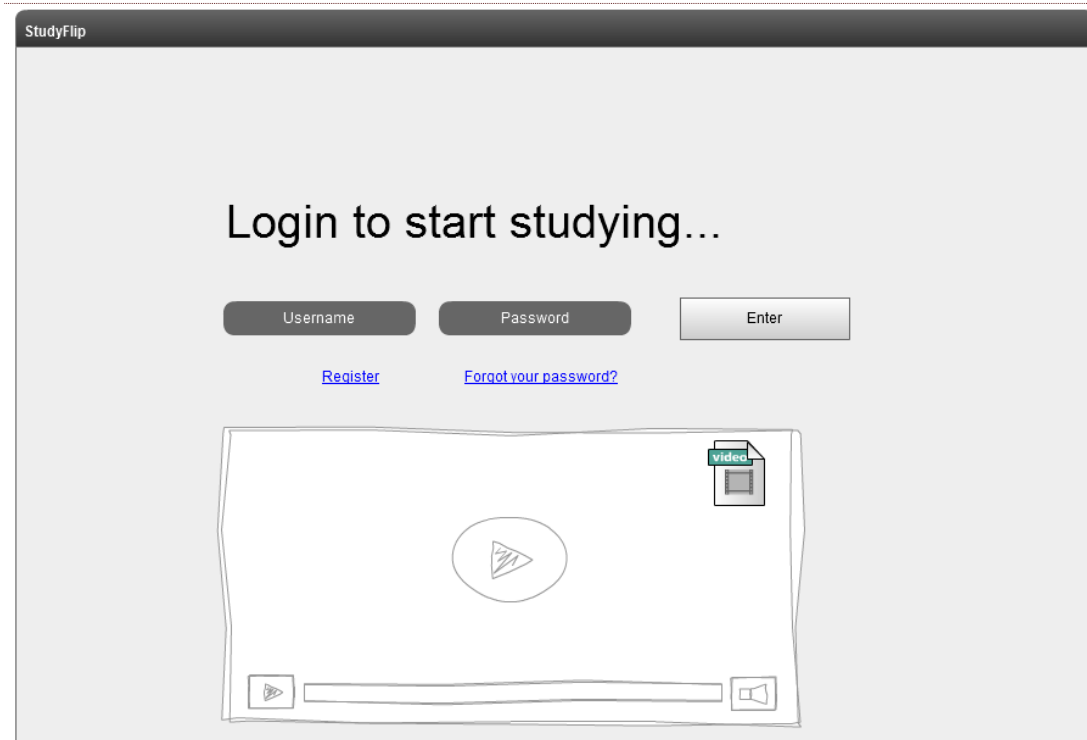 StudyFlip
Login to start studying...
Username Password Enter
Register Forgot your password?
video